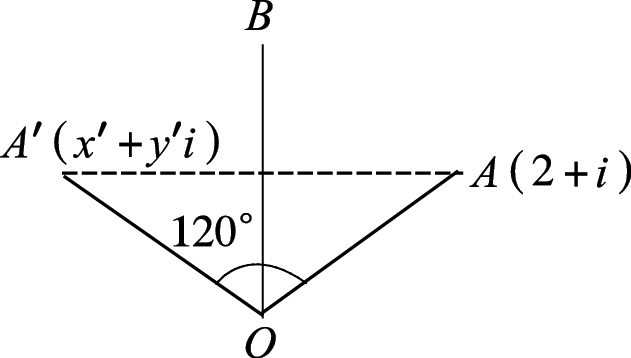 B
A′(x′+y′i)
A(2+i)
120°
O